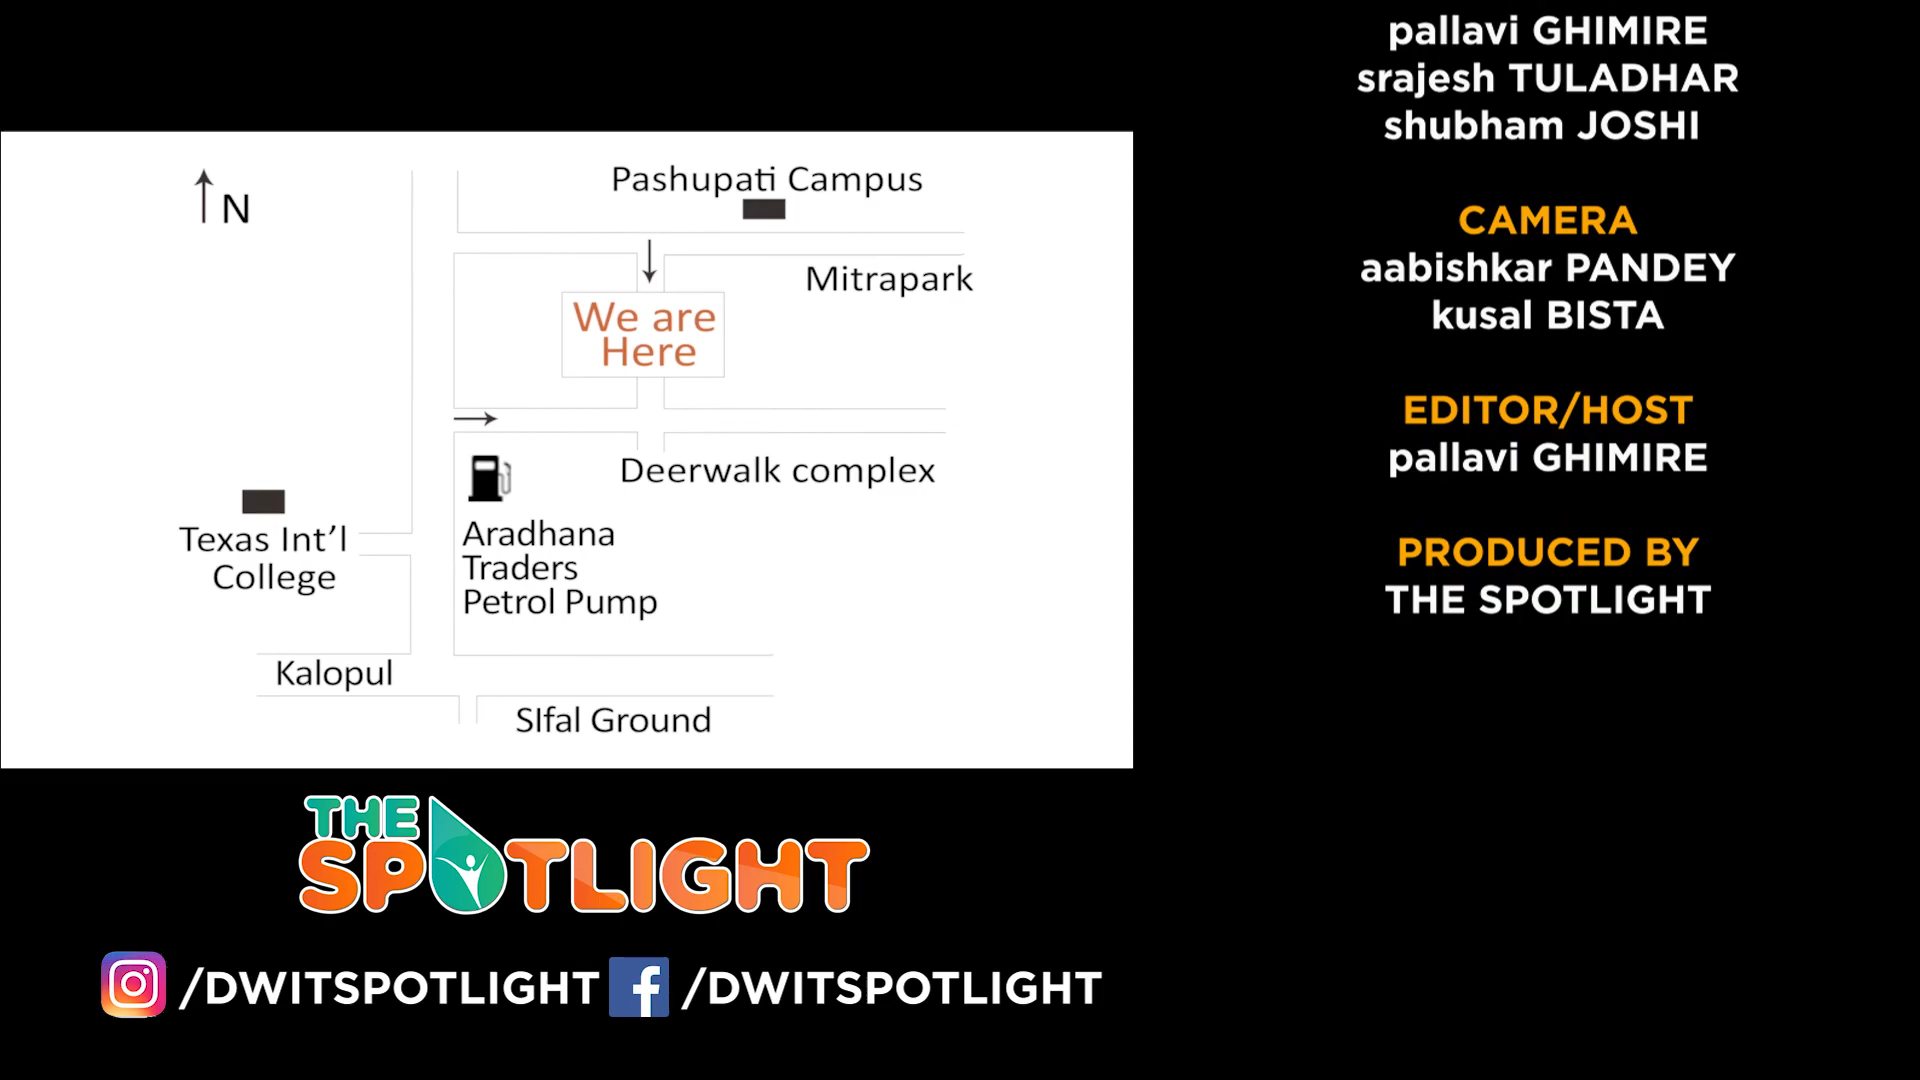 N
Pashupati Campus
Mitrapark
We are
Here
Deerwalk complex
Texas Int'l
College
Aradhana
Traders
Petrol Pump
Kalopul
SIfal Ground
THE
SPOTLIGHT
/DWITSPOTLIGHT
/DWITSPOTLIGHT
pallavi GHIMIRE
srajesh TULADHAR
shubham JOSHI
CAMERA
aabishkar PANDEY
kusal BISTA
EDITOR/HOST
pallavi GHIMIRE
PRODUCED BY
THE SPOTLIGHT